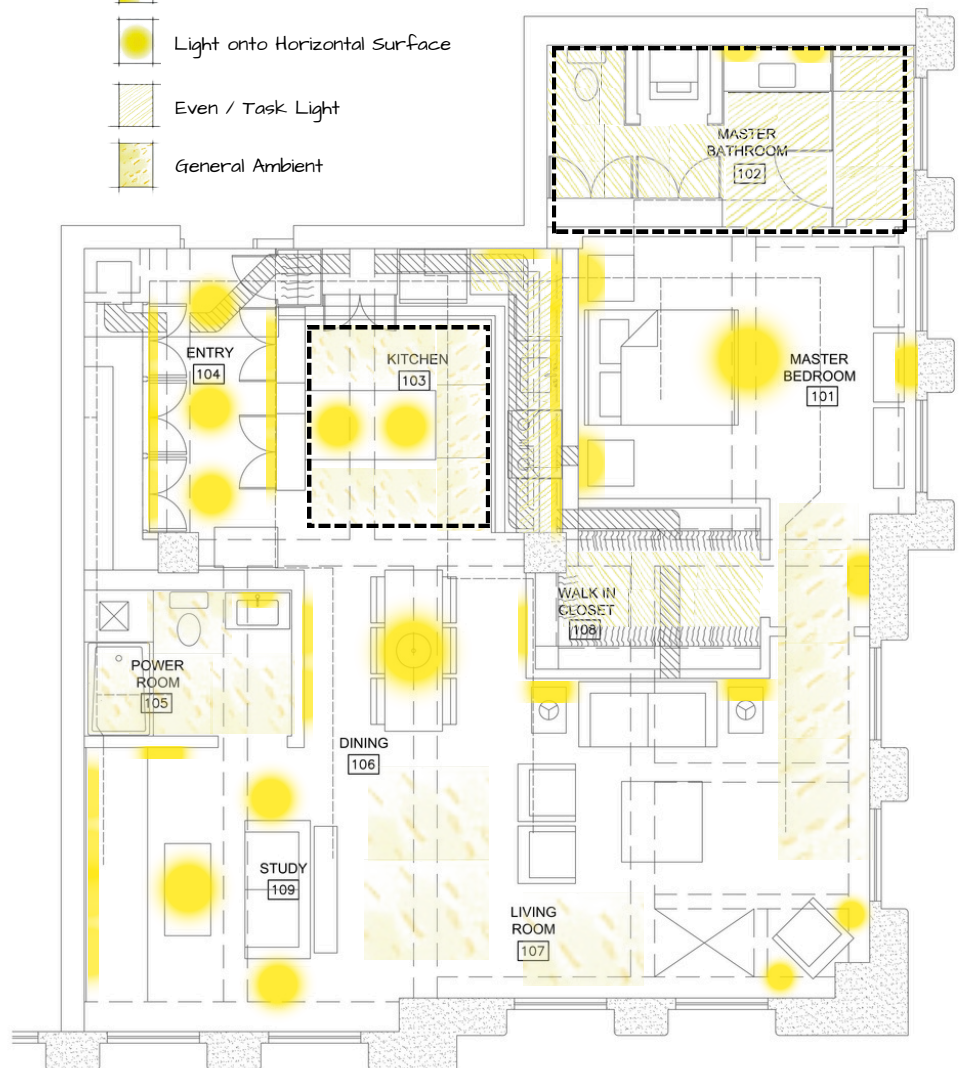 Light onto Horizontal Surface
Even / Task Light
General Ambient
MASTER
BATHROOM
102
ENTRY
104
KITCHEN
103
MASTER
BEDROOM
101
WALK IN
CLOSET
108
POWER
ROOM
105
DINING
106
STUDY
109
LIVING
ROOM
107